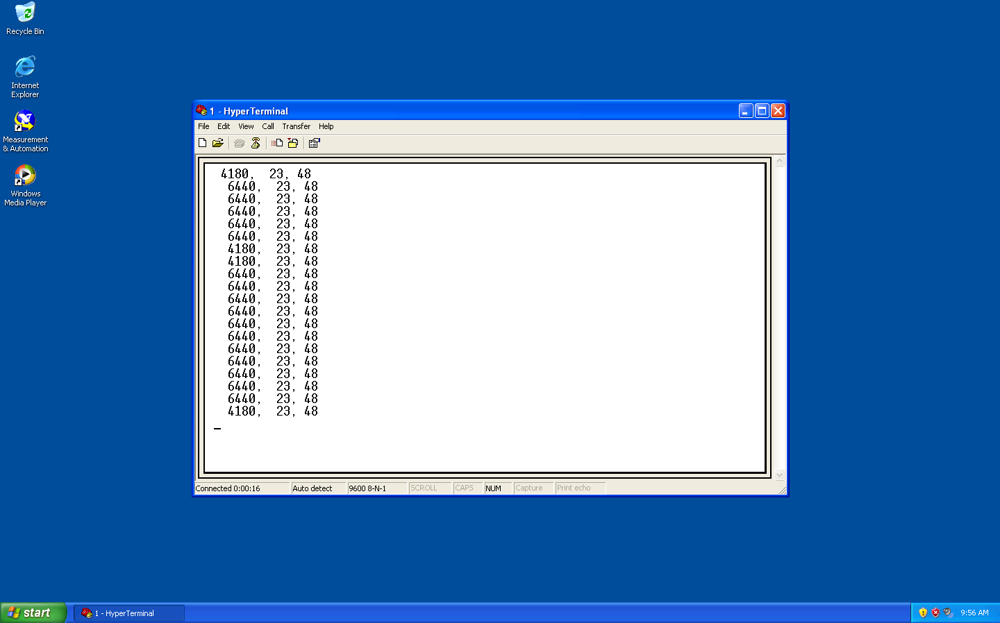 Recycle Bin
Internet
Explorer
Measurement
& Automation
Windows
Media Player
1 - HyperTerminal
File Edit View Call Transfer Help
4180, 23, 48
6440, 23, 48
6440, 23, 48
6440, 23, 48
6440, 23, 48
6440, 23, 48
4180, 23, 48
4180, 23, 48
6440, 23, 48
6440, 23, 48
6440, 23, 48
6440, 23, 48
6440, 23, 48
6440, 23, 48
6440, 23, 48
6440, 23, 48
6440, 23, 48
6440, 23, 48
6440, 23, 48
4180, 23, 48
_
Connected 0:00:16 Auto detect 9600 8-N-1 SCROLL CAPS NUM Capture Print echo
start 1 - HyperTerminal 9:56 AM